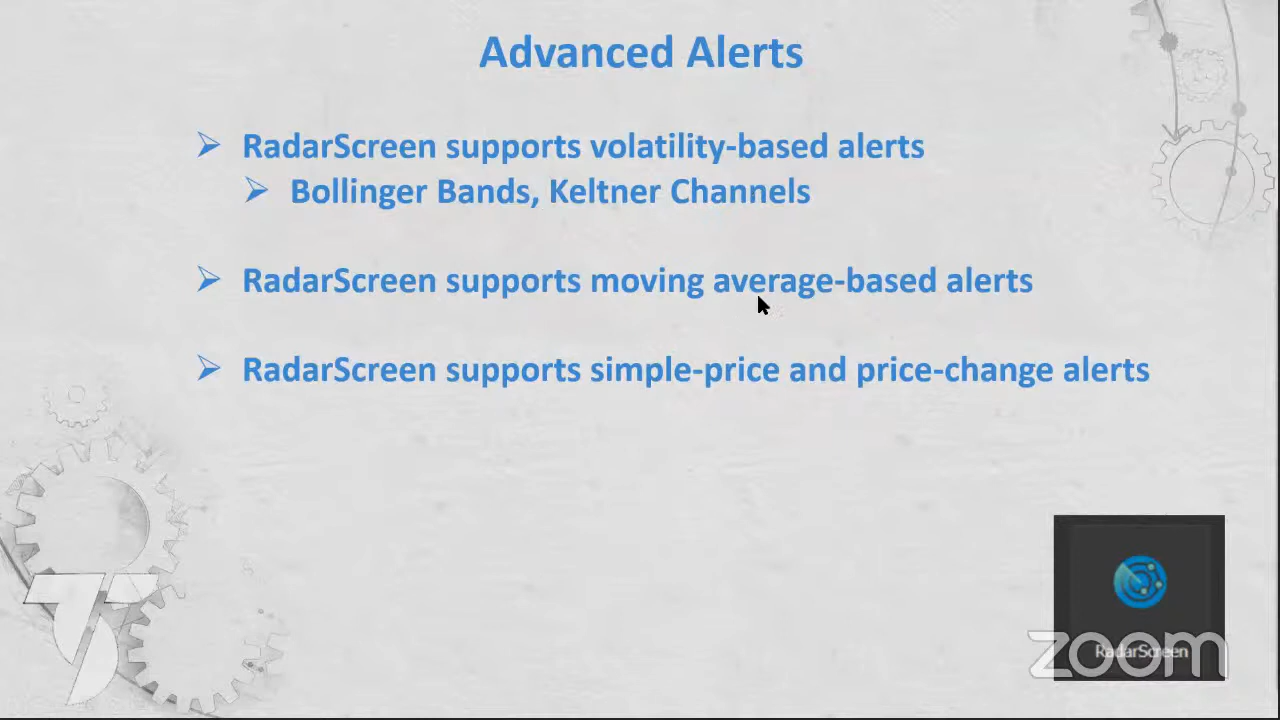 Advanced Alerts
RadarScreen supports volatility-based alerts
Bollinger Bands, Keltner Channels
RadarScreen supports moving average-based alerts
RadarScreen supports simple-price and price-change alerts
RadarScreen
zoom